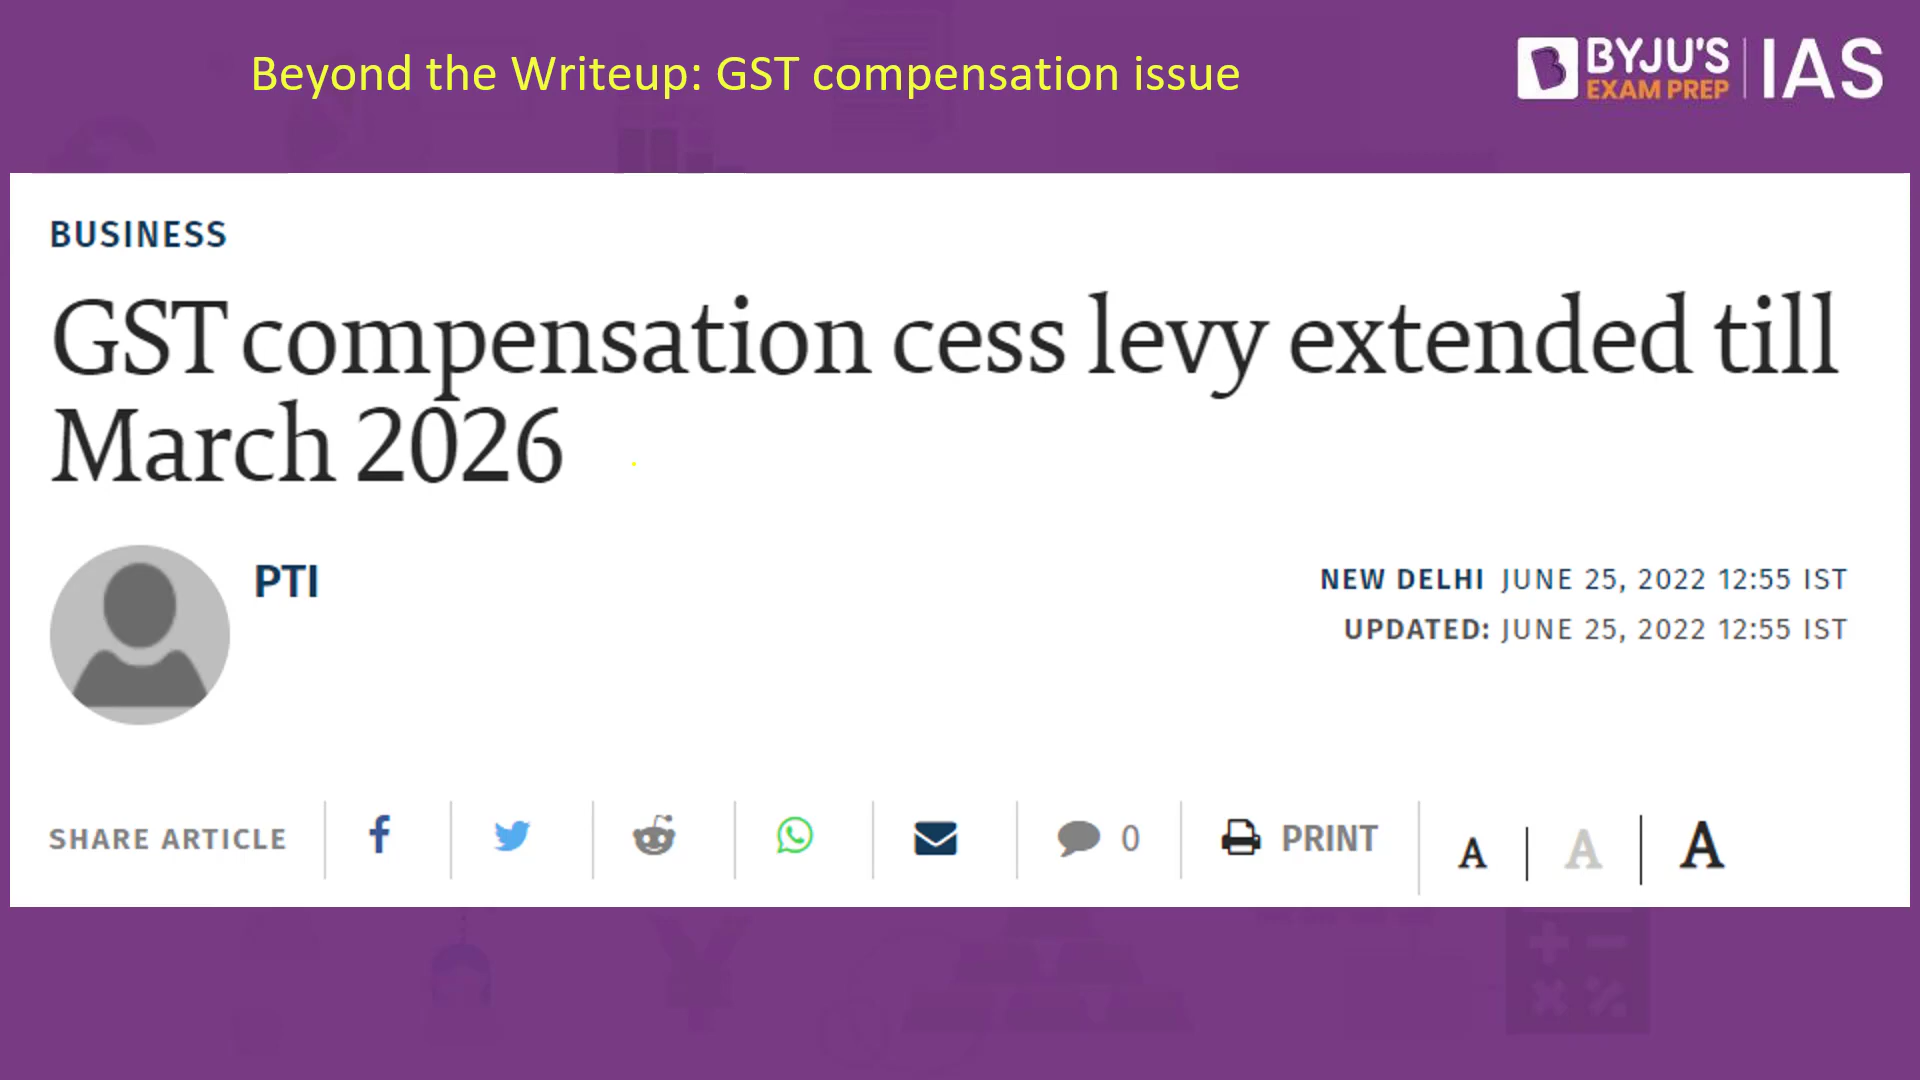 Beyond the Writeup: GST compensation issue
BYJU'S
EXAM PREP
IAS
BUSINESS
GST compensation cess levy extended till
March 2026
PTI
NEW DELHI JUNE 25, 2022 12:55 IST
UPDATED: JUNE 25, 2022 12:55 IST
SHARE ARTICLE 0 PRINT A A A